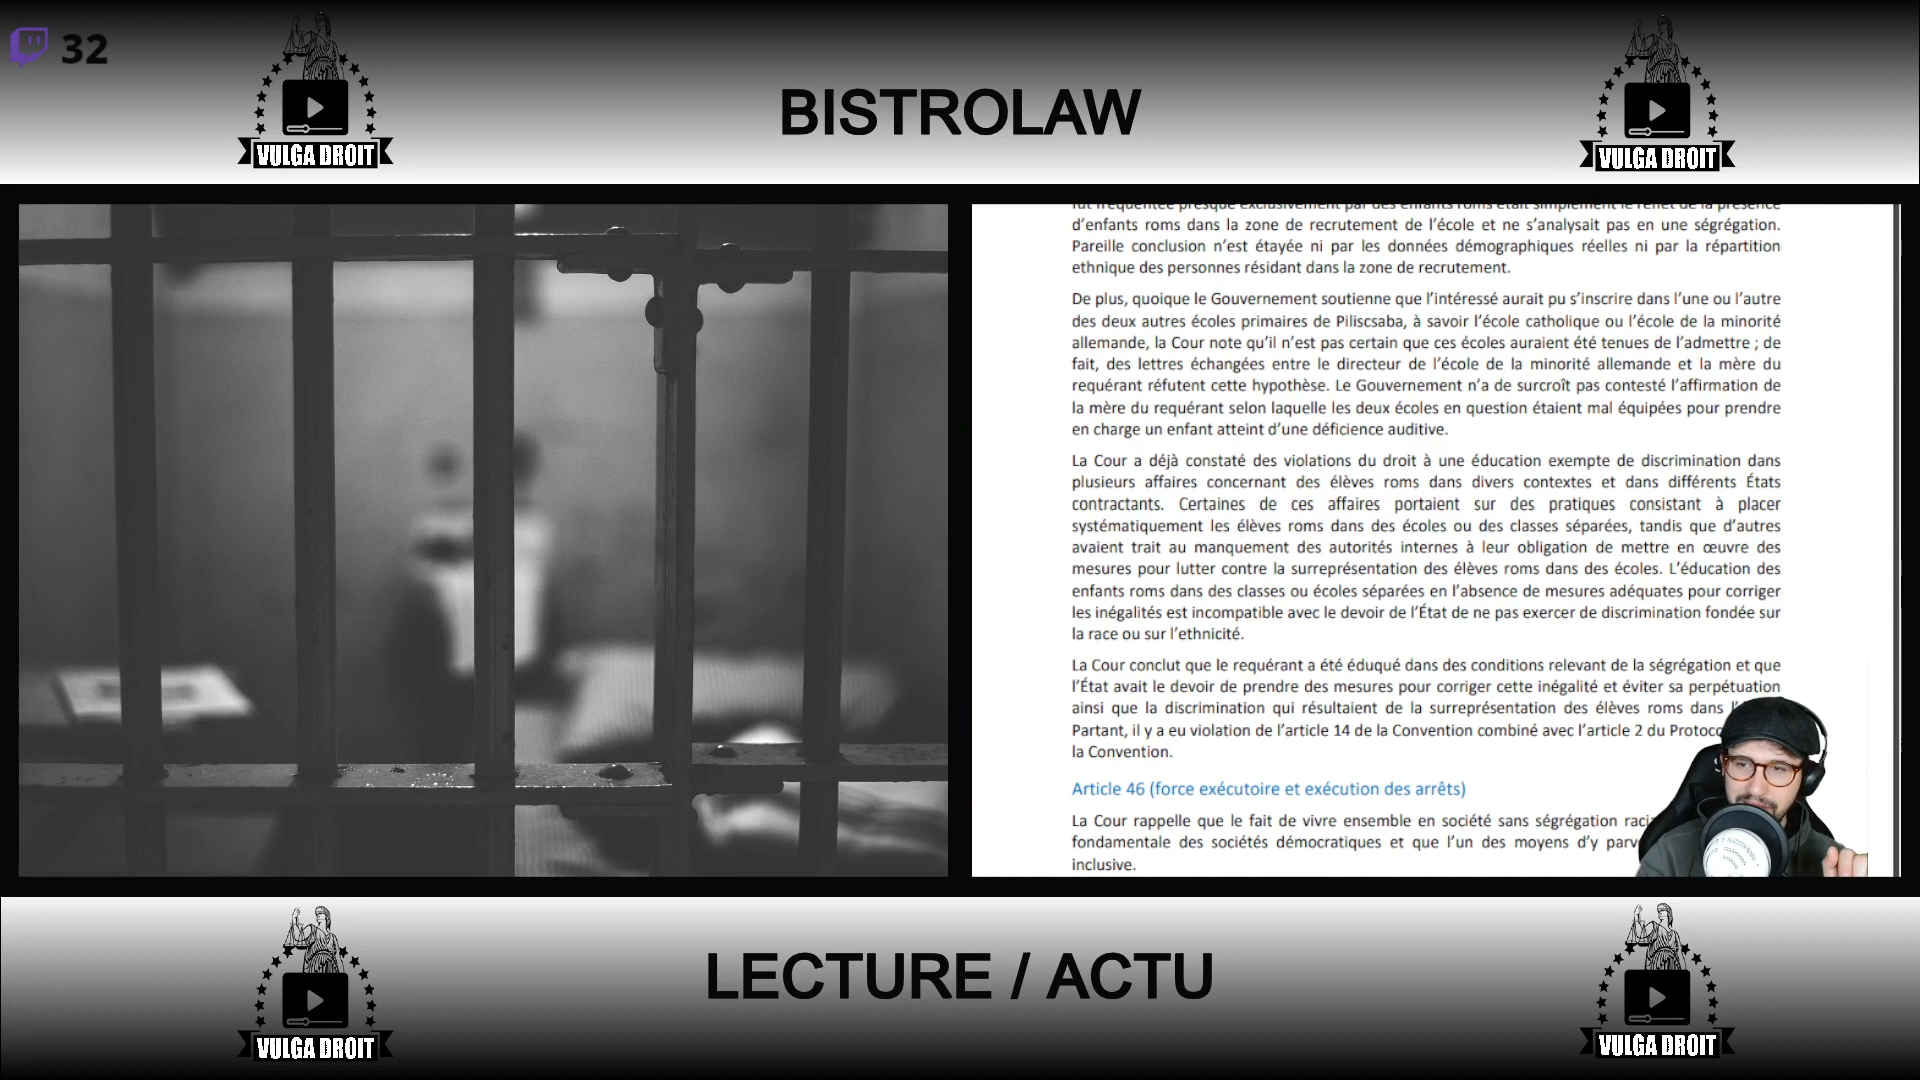 32
BISTROLAW
VULGA DROIT
VULGA DROIT
fut fréquentée presque exclusivement par des enfants roms était simplement le reflet de la présence
d’enfants roms dans la zone de recrutement de l’école et ne s’analysait pas en une ségrégation.
Pareille conclusion n’est étayée ni par les données démographiques réelles ni par la répartition
ethnique des personnes résidant dans la zone de recrutement.
De plus, quoique le Gouvernement soutienne que l’intéressé aurait pu s’inscrire dans l’une ou l’autre
des deux autres écoles primaires de Piliscsaba, à savoir l’école catholique ou l’école de la minorité
allemande, la Cour note qu’il n’est pas certain que ces écoles auraient été tenues de l’admettre ; de
fait, des lettres échangées entre le directeur de l’école de la minorité allemande et la mère du
requérant réfutent cette hypothèse. Le Gouvernement n’a de surcroît pas contesté l’affirmation de
la mère du requérant selon laquelle les deux écoles en question étaient mal équipées pour prendre
en charge un enfant atteint d’une déficience auditive.
La Cour a déjà constaté des violations du droit à une éducation exempte de discrimination dans
plusieurs affaires concernant des élèves roms dans divers contextes et dans différents États
contractants. Certaines de ces affaires portaient sur des pratiques consistant à placer
systématiquement les élèves roms dans des écoles ou des classes séparées, tandis que d’autres
avaient trait au manquement des autorités internes à leur obligation de mettre en œuvre des
mesures pour lutter contre la surreprésentation des élèves roms dans des écoles. L’éducation des
enfants roms dans des classes ou écoles séparées en l’absence de mesures adéquates pour corriger
les inégalités est incompatible avec le devoir de l’État de ne pas exercer de discrimination fondée sur
la race ou sur l’ethnicité.
La Cour conclut que le requérant a été éduqué dans des conditions relevant de la ségrégation et que
l’État avait le devoir de prendre des mesures pour corriger cette inégalité et éviter sa perpétuation
ainsi que la discrimination qui résultaient de la surreprésentation des élèves roms dans
Partant, il y a eu violation de l’article 14 de la Convention combiné avec l’article 2 du
la Convention.
Article 46 (force exécutoire et exécution des arrêts)
La Cour rappelle que le fait de vivre ensemble en société sans ségrégation
fondamentale des sociétés démocratiques et que l’un des moyens d’y
inclusive.
LECTURE / ACTU
VULGA DROIT
VULGA DROIT